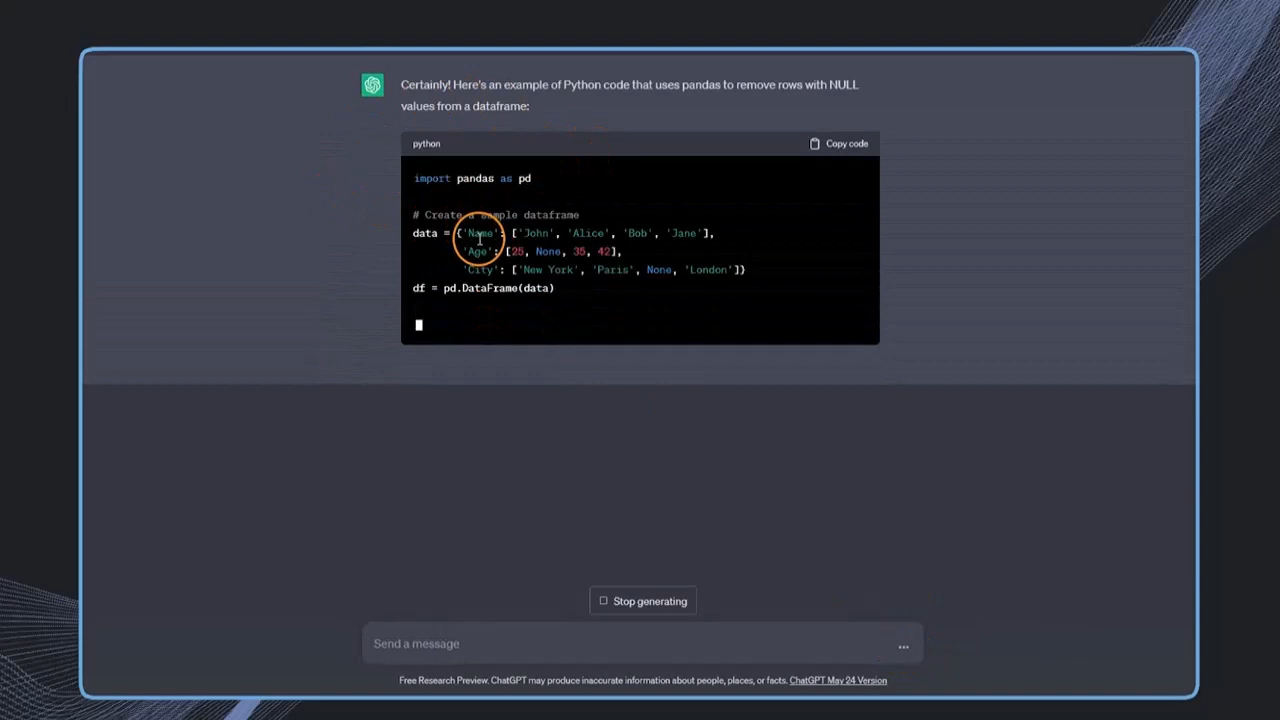 Certainly! Here's an example of Python code that uses pandas to remove rows with NULL
values from a dataframe:
python
Copy code
import pandas as pd
# Create a sample dataframe
data = {'Name': ['John', 'Alice', 'Bob', 'Jane'],
'Age': [25, None, 35, 42],
'City': ['New York', 'Paris', None, 'London']}
df = pd.DataFrame(data)
Stop generating
Send a message
Free Research Preview. ChatGPT may produce inaccurate information about people, places, or facts. ChatGPT May 24 Version